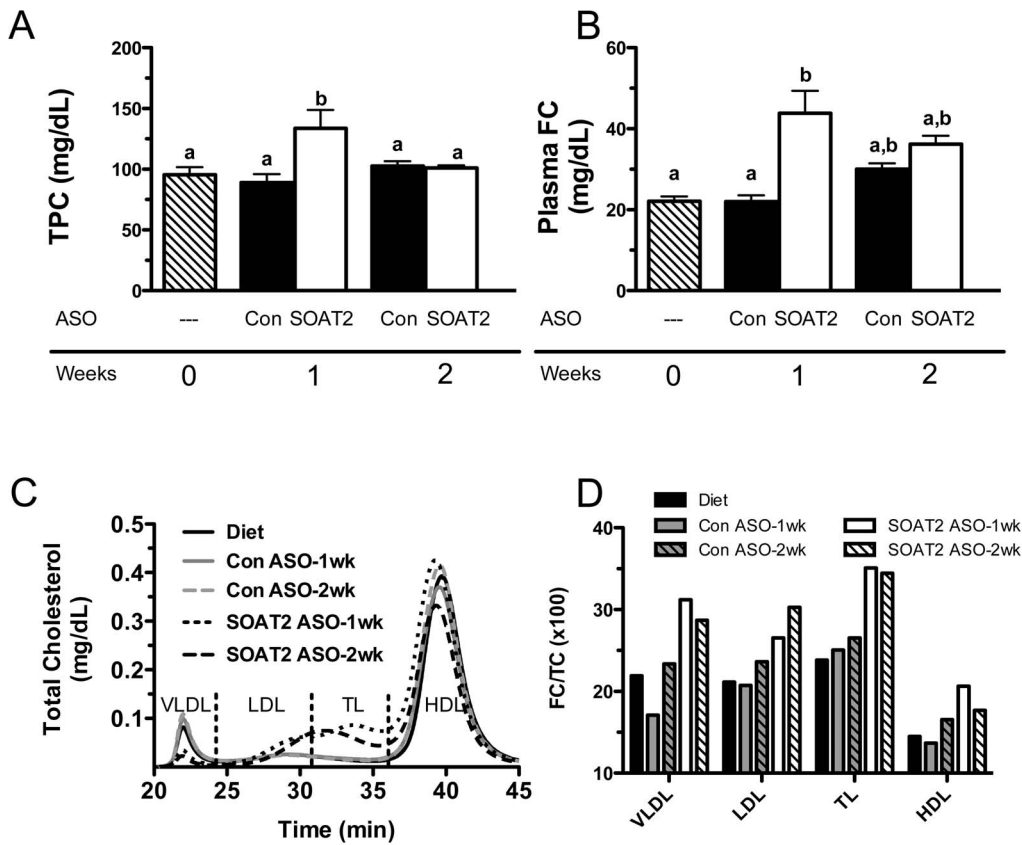 A
TPC (mg/dL)
200
150
100
50
0
a
a
b
a
a
ASO --- Con SOAT2 Con SOAT2
Weeks 0 1 2
B
Plasma FC
(mg/dL)
60
40
20
0
a
a
b
a,b
a,b
ASO --- Con SOAT2 Con SOAT2
Weeks 0 1 2
C
Total Cholesterol
(mg/dL)
0.5
0.4
0.3
0.2
0.1
Diet
Con ASO-1wk
Con ASO-2wk
SOAT2 ASO-1wk
SOAT2 ASO-2wk
VLDL LDL TL HDL
20 25 30 35 40 45
Time (min)
D
Diet
Con ASO-1wk SOAT2 ASO-1wk
Con ASO-2wk SOAT2 ASO-2wk
FC/TC (x100)
40
30
20
10
VLDL LDL TL HDL